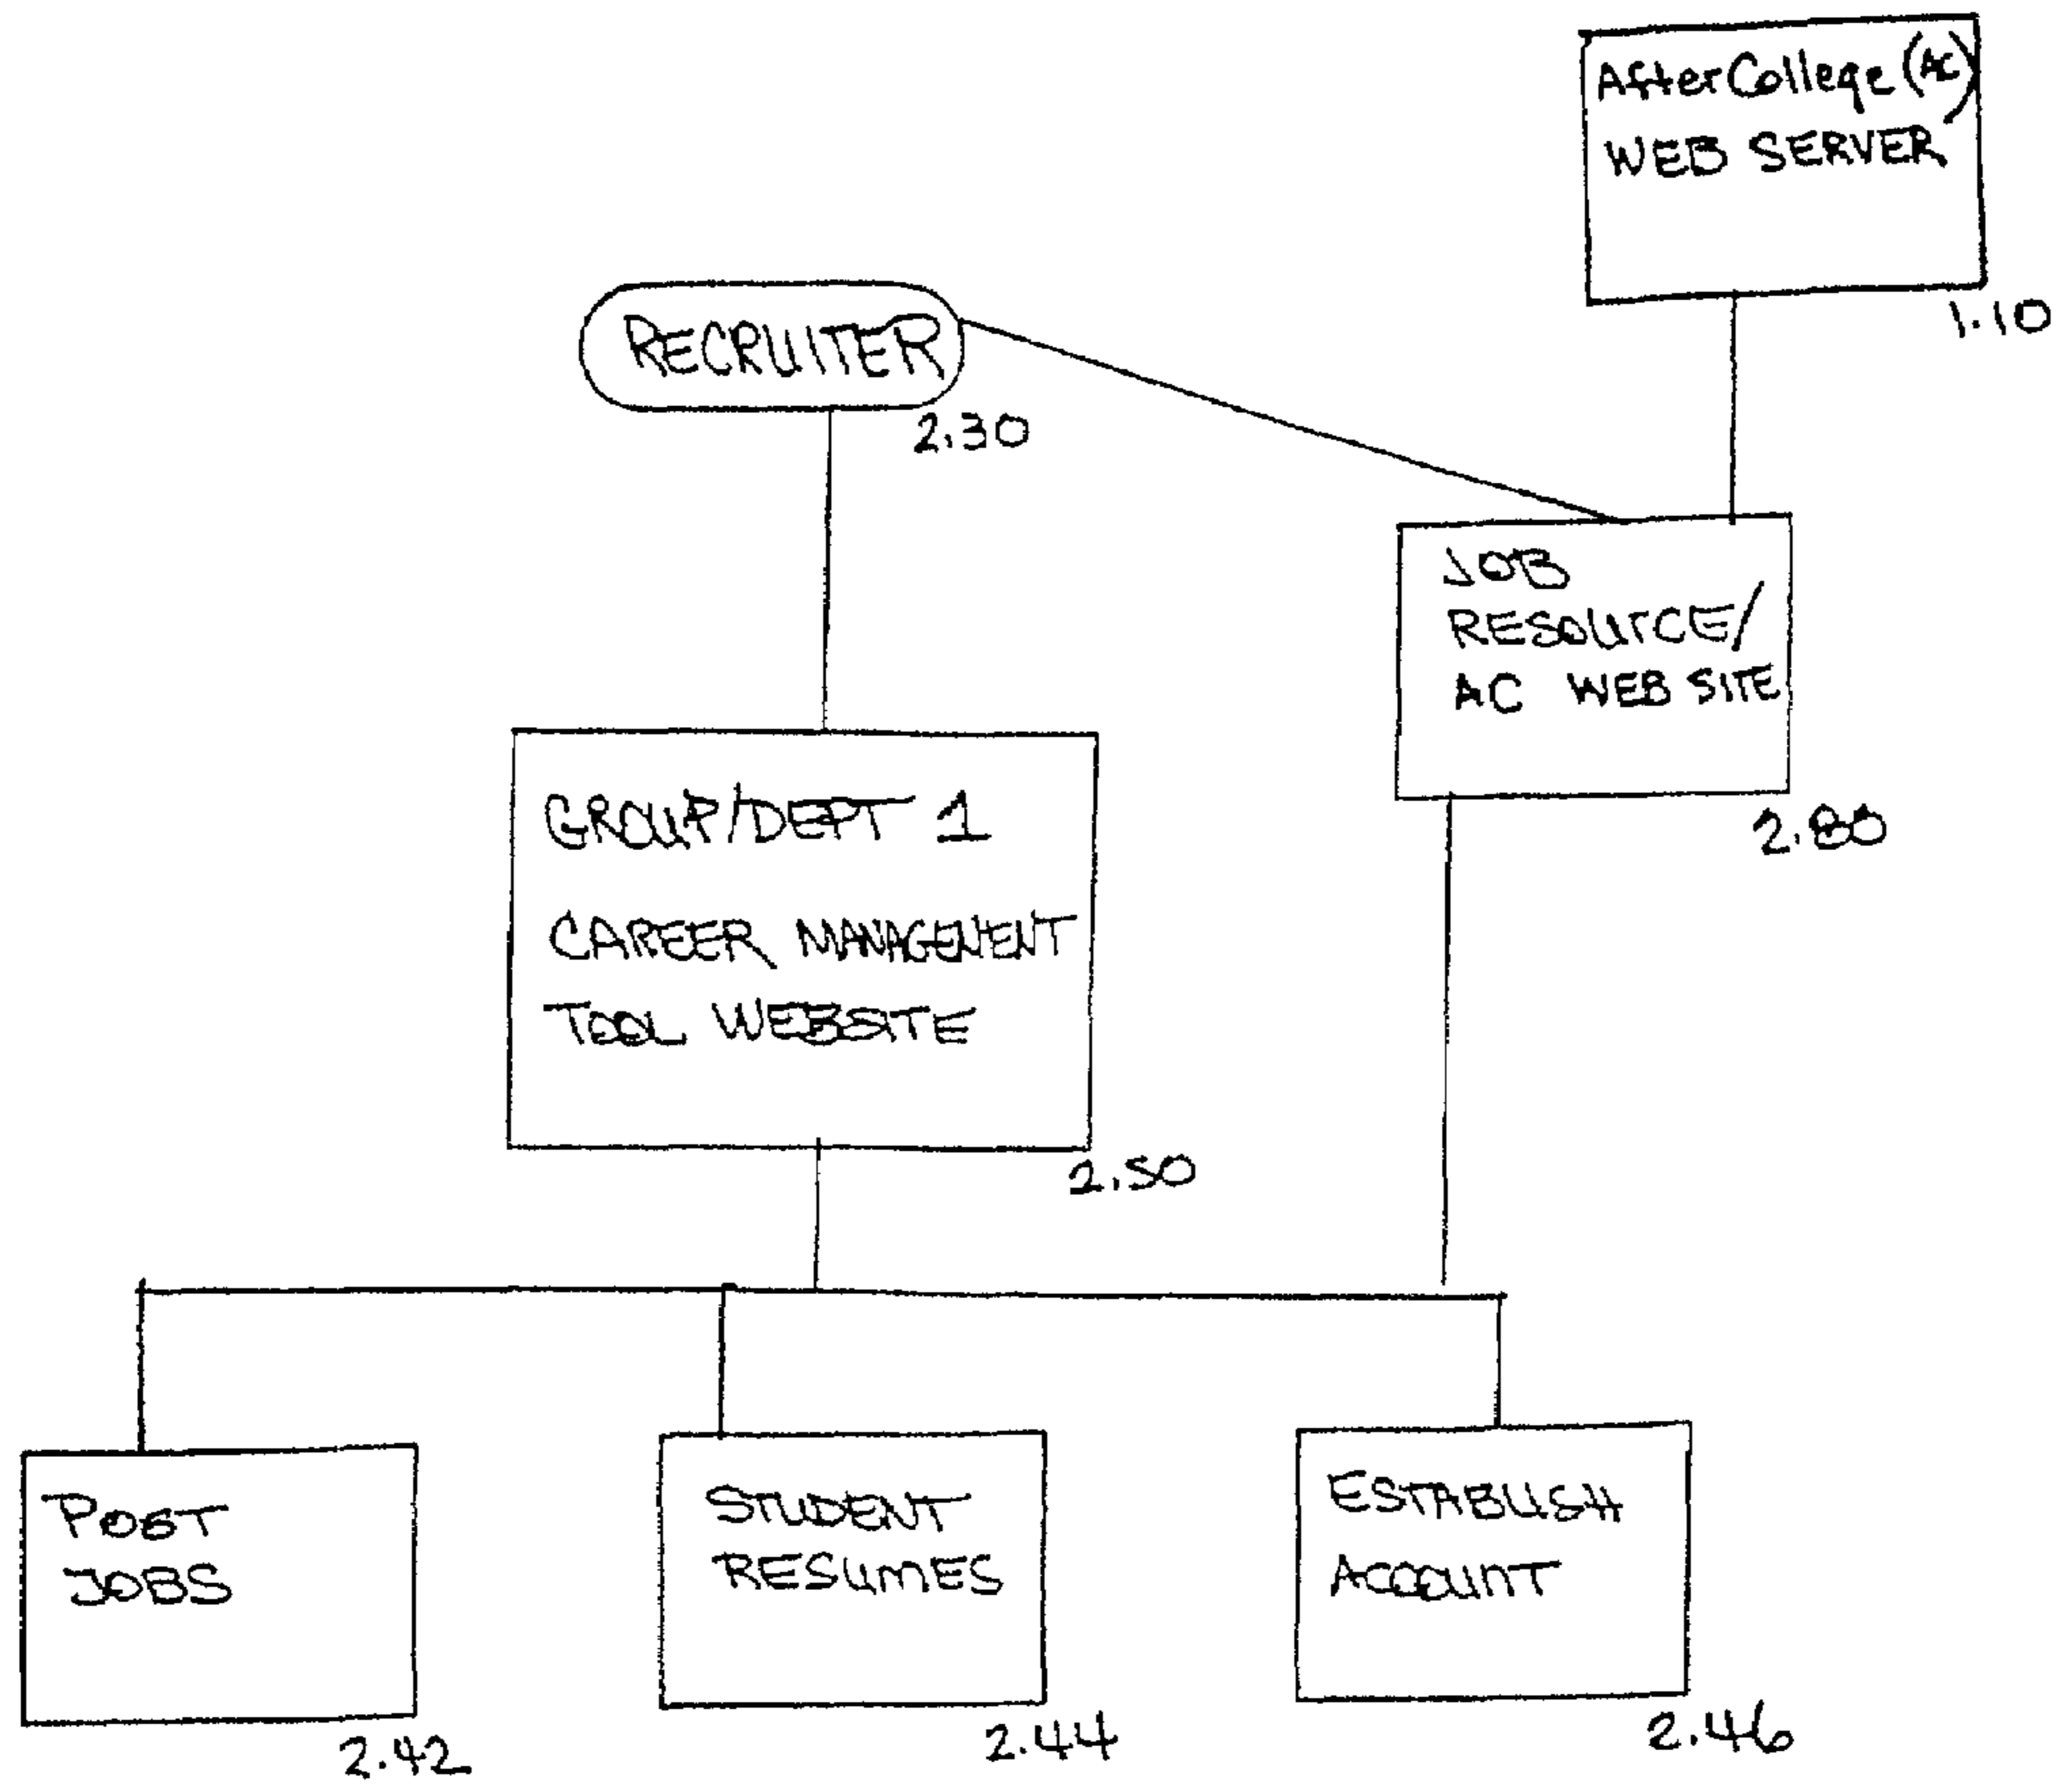 AfterCollege (AC)
WEB SERVER
1.10
RECRUITER
2.30
JOB
RESOURCE/
AC WEB SITE
2.80
GROUP/DEPT 1
CAREER MANAGEMENT
TOOL WEBSITE
2.50
POST
JOBS
2.42
STUDENT
RESUMES
2.44
ESTABLISH
ACCOUNT
2.46